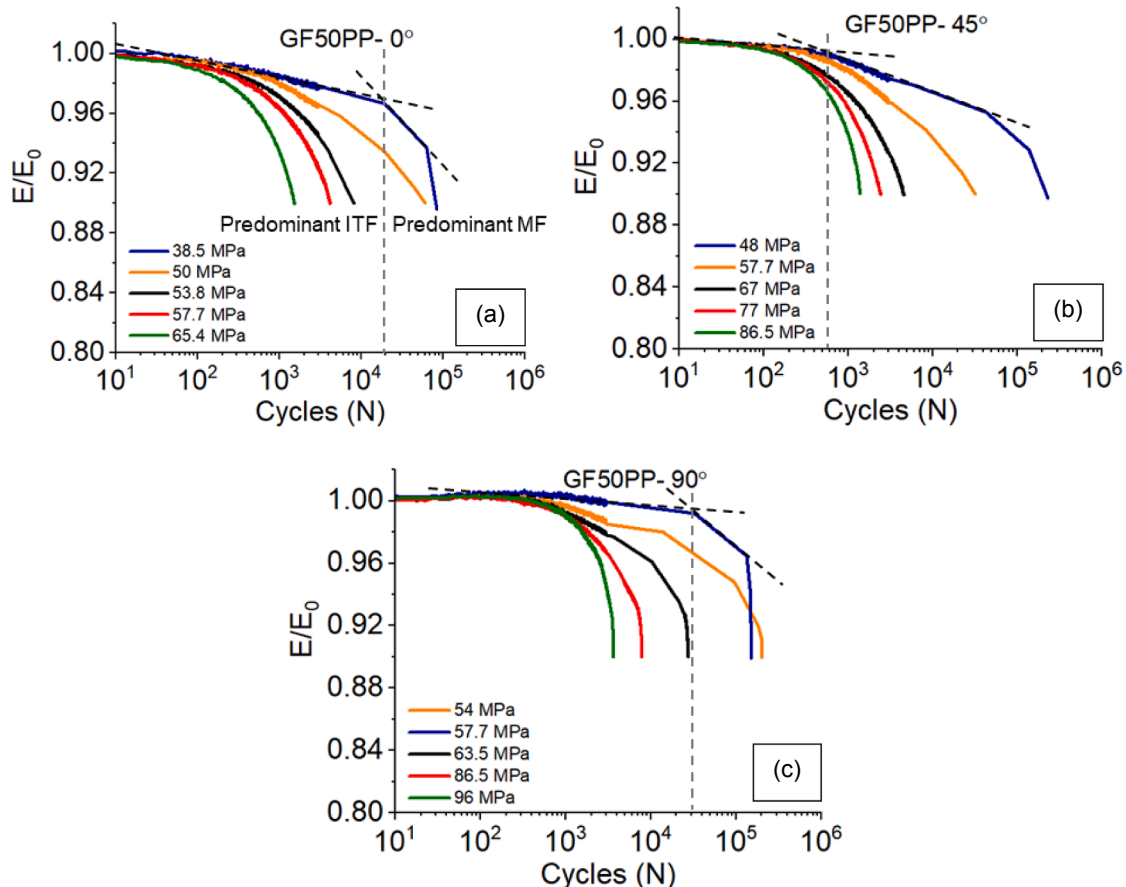 GF50PP- 0°
1.00
0.96
0.92
0.88
0.84
0.80
E/E₀
Predominant ITF
Predominant MF
38.5 MPa
50 MPa
53.8 MPa
57.7 MPa
65.4 MPa
(a)
10¹ 10² 10³ 10⁴ 10⁵ 10⁶
Cycles (N)
GF50PP- 45°
1.00
0.96
0.92
0.88
0.84
0.80
E/E₀
48 MPa
57.7 MPa
67 MPa
77 MPa
86.5 MPa
(b)
10¹ 10² 10³ 10⁴ 10⁵ 10⁶
Cycles (N)
GF50PP- 90°
1.00
0.96
0.92
0.88
0.84
0.80
E/E₀
54 MPa
57.7 MPa
63.5 MPa
86.5 MPa
96 MPa
(c)
10¹ 10² 10³ 10⁴ 10⁵ 10⁶
Cycles (N)